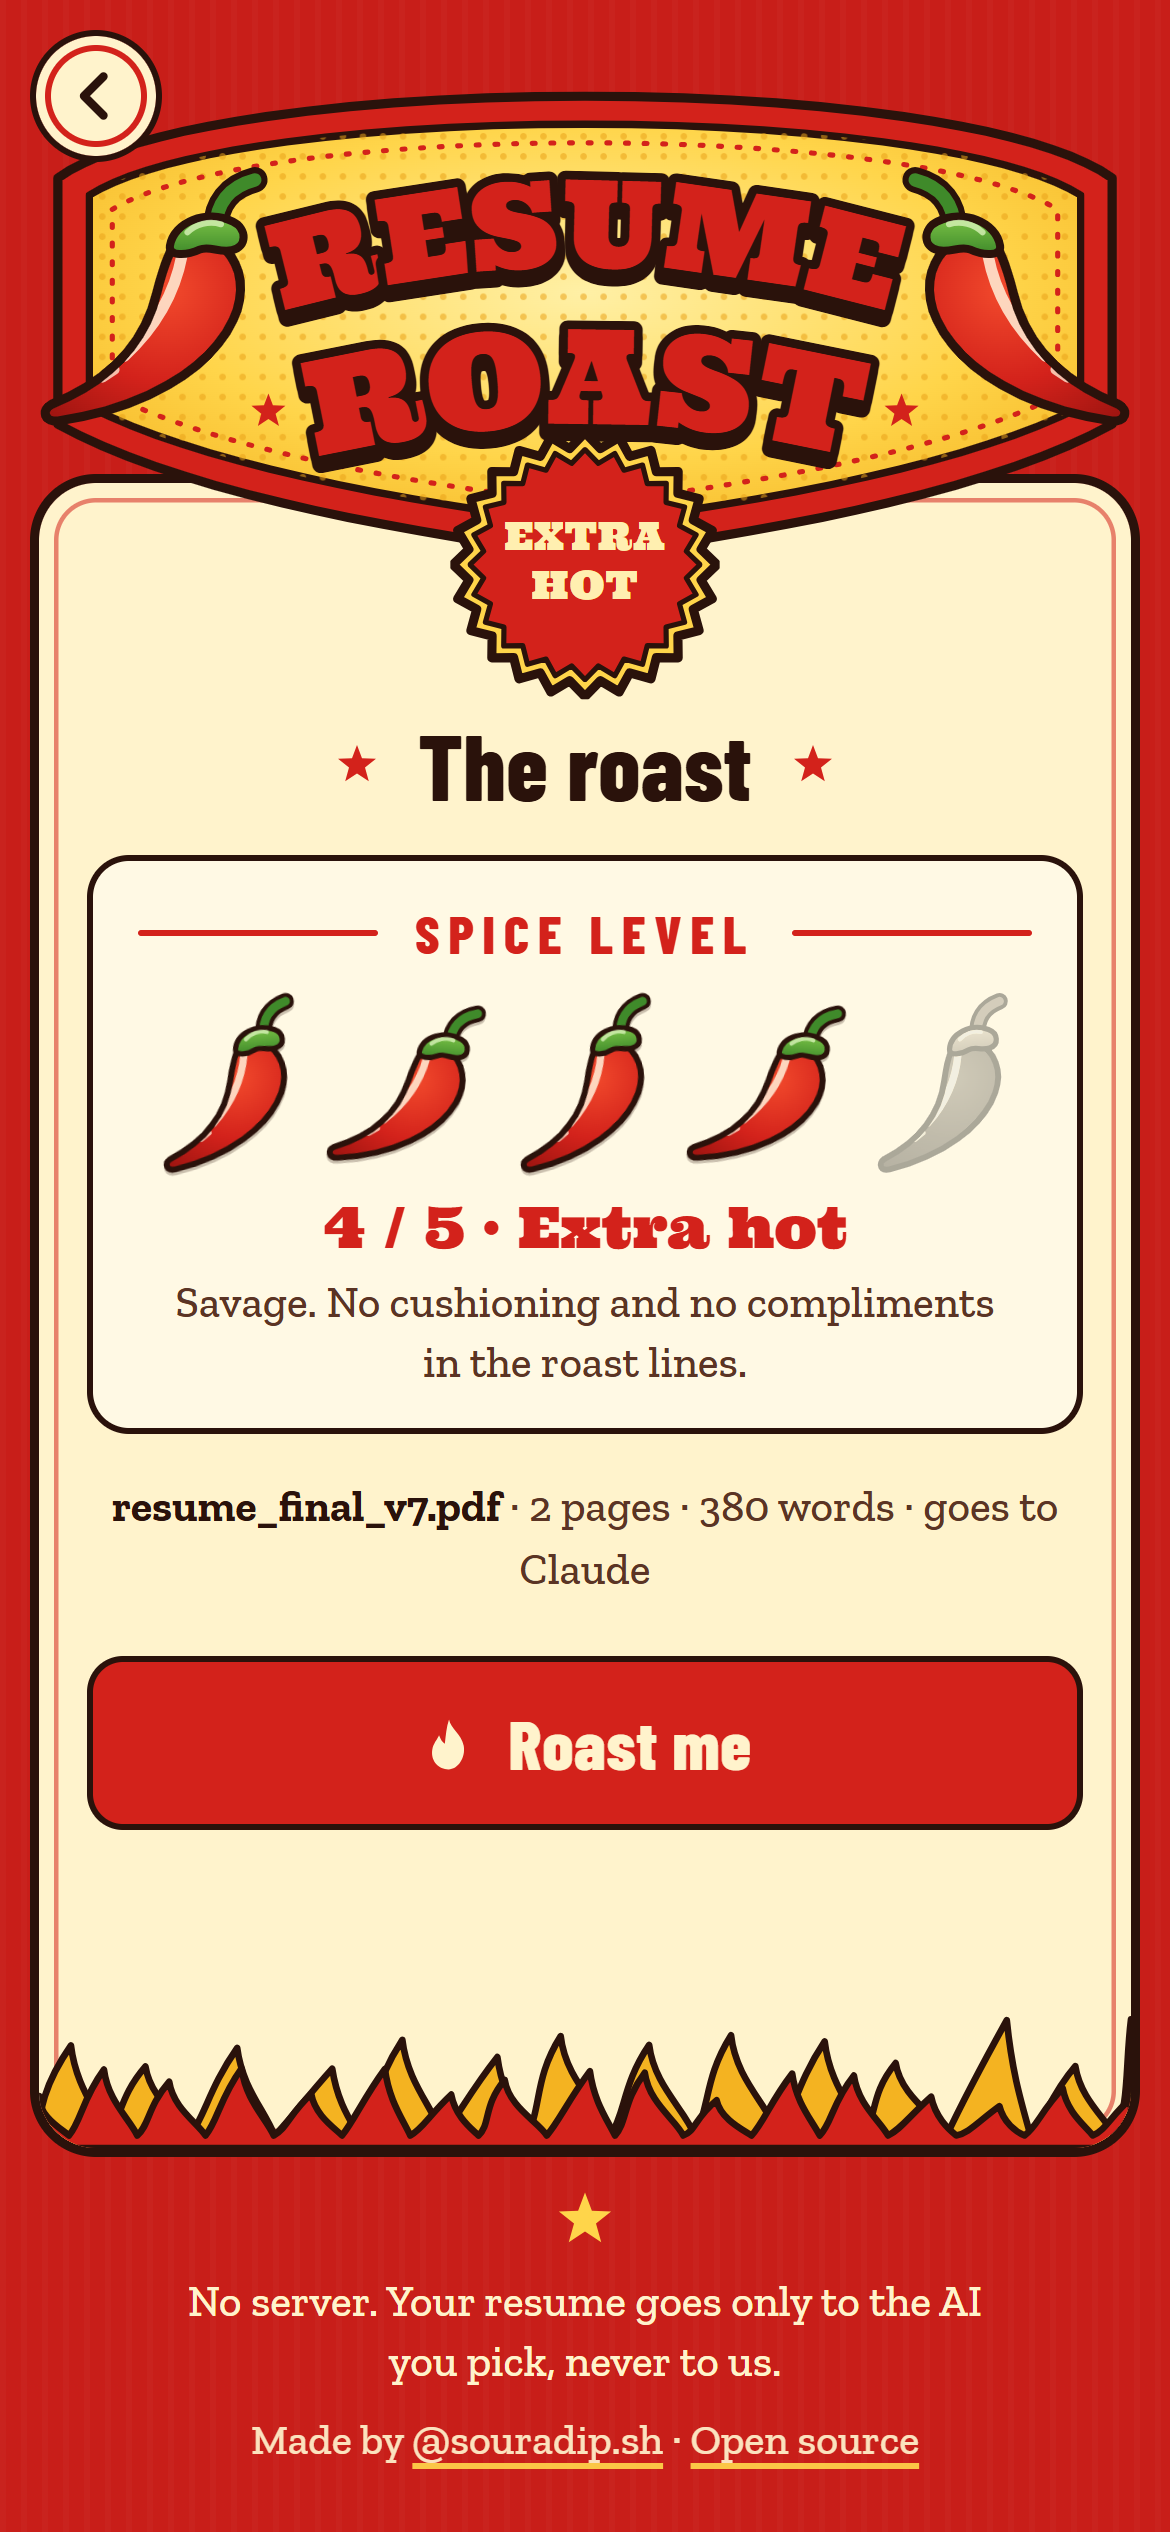 RESUME
ROAST
EXTRA
HOT
The roast
SPICE LEVEL
4 / 5 · Extra hot
Savage. No cushioning and no compliments
in the roast lines.
resume_final_v7.pdf · 2 pages · 380 words · goes to
Claude
Roast me
No server. Your resume goes only to the AI
you pick, never to us.
Made by @souradip.sh · Open source